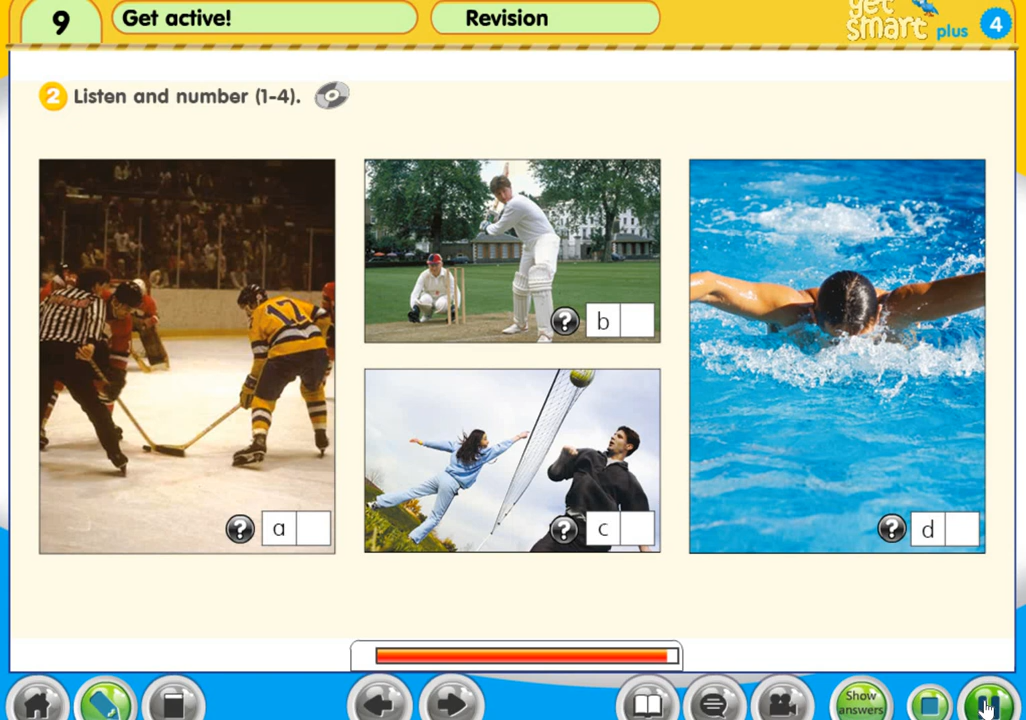 9
Get active!
Revision
get
smart plus 4
2 Listen and number (1-4).
17
? a
? b
? c
? d
Show
answers